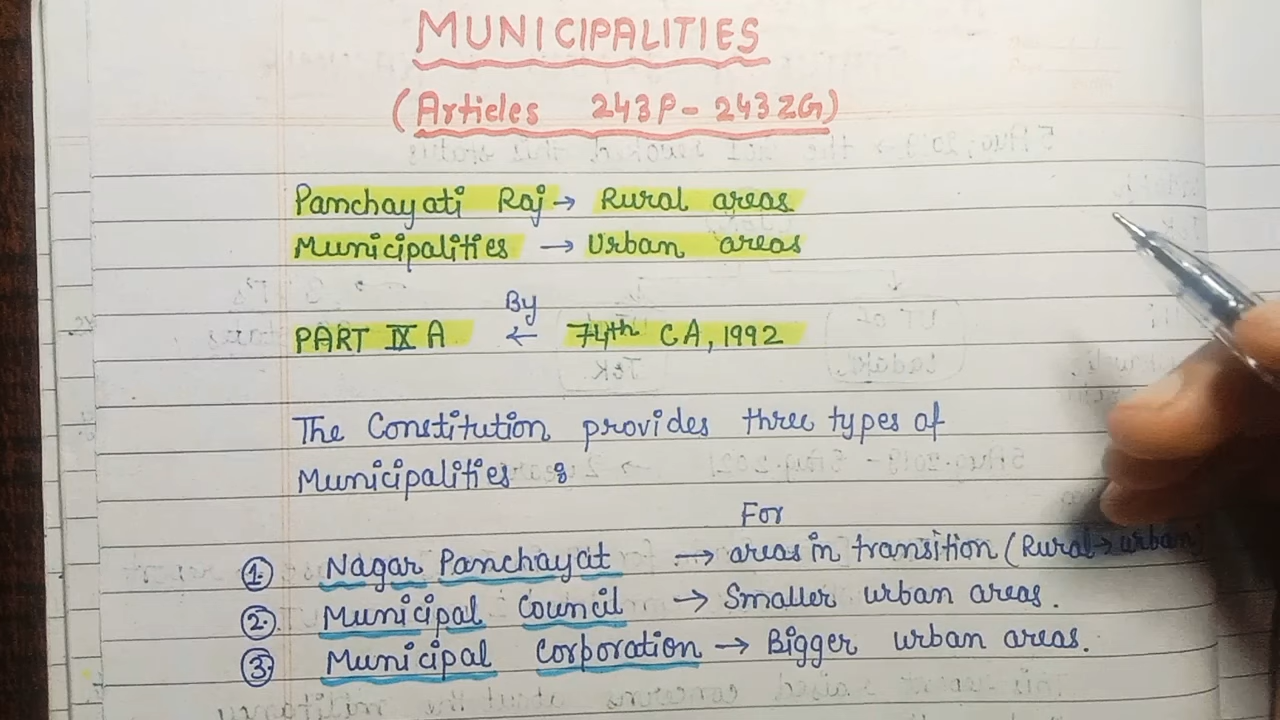 MUNICIPALITIES
(Articles 243P - 243ZG)
Panchayati Raj → Rural areas
Municipalities → Urban areas
By
PART IX A ← 74th CA, 1992
The Constitution provides three types of
Municipalities :
For
① Nagar Panchayat → areas in transition (Rural → urban)
② Municipal Council → Smaller urban areas.
③ Municipal Corporation → Bigger urban areas.